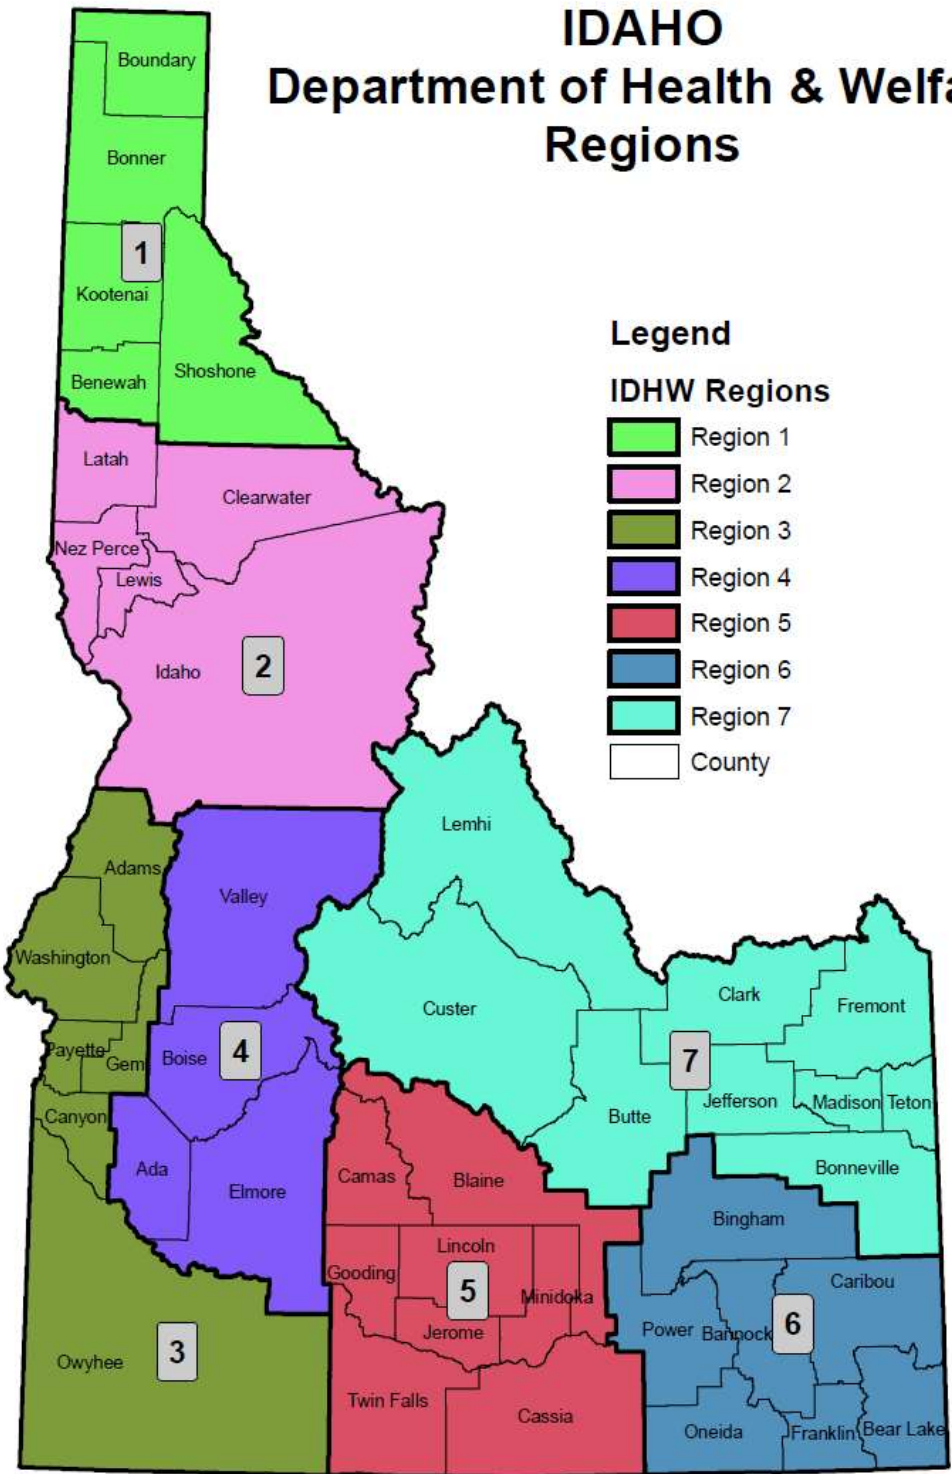 IDAHO
Department of Health & Welfa
Regions
Boundary
Bonner
1
Kootenai
Benewah
Shoshone
Legend
IDHW Regions
Region 1
Region 2
Region 3
Region 4
Region 5
Region 6
Region 7
County
Latah
Clearwater
Nez Perce
Lewis
Idaho
2
Lemhi
Adams
Valley
Washington
Custer
Clark
Fremont
Payette
Gem
Boise
4
7
Canyon
Butte
Jefferson
Madison
Teton
Ada
Elmore
Camas
Blaine
Bonneville
Bingham
Lincoln
Gooding
5
Minidoka
Caribou
Jerome
Power
Bannock
6
Owyhee
3
Twin Falls
Cassia
Oneida
Franklin
Bear Lake